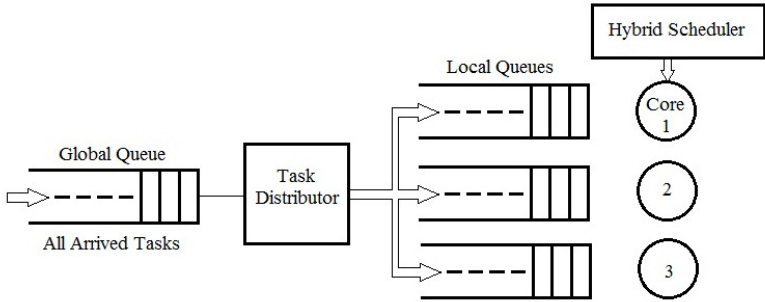 Hybrid Scheduler
Local Queues
Core
1
Global Queue
Task
Distributor
2
All Arrived Tasks
3